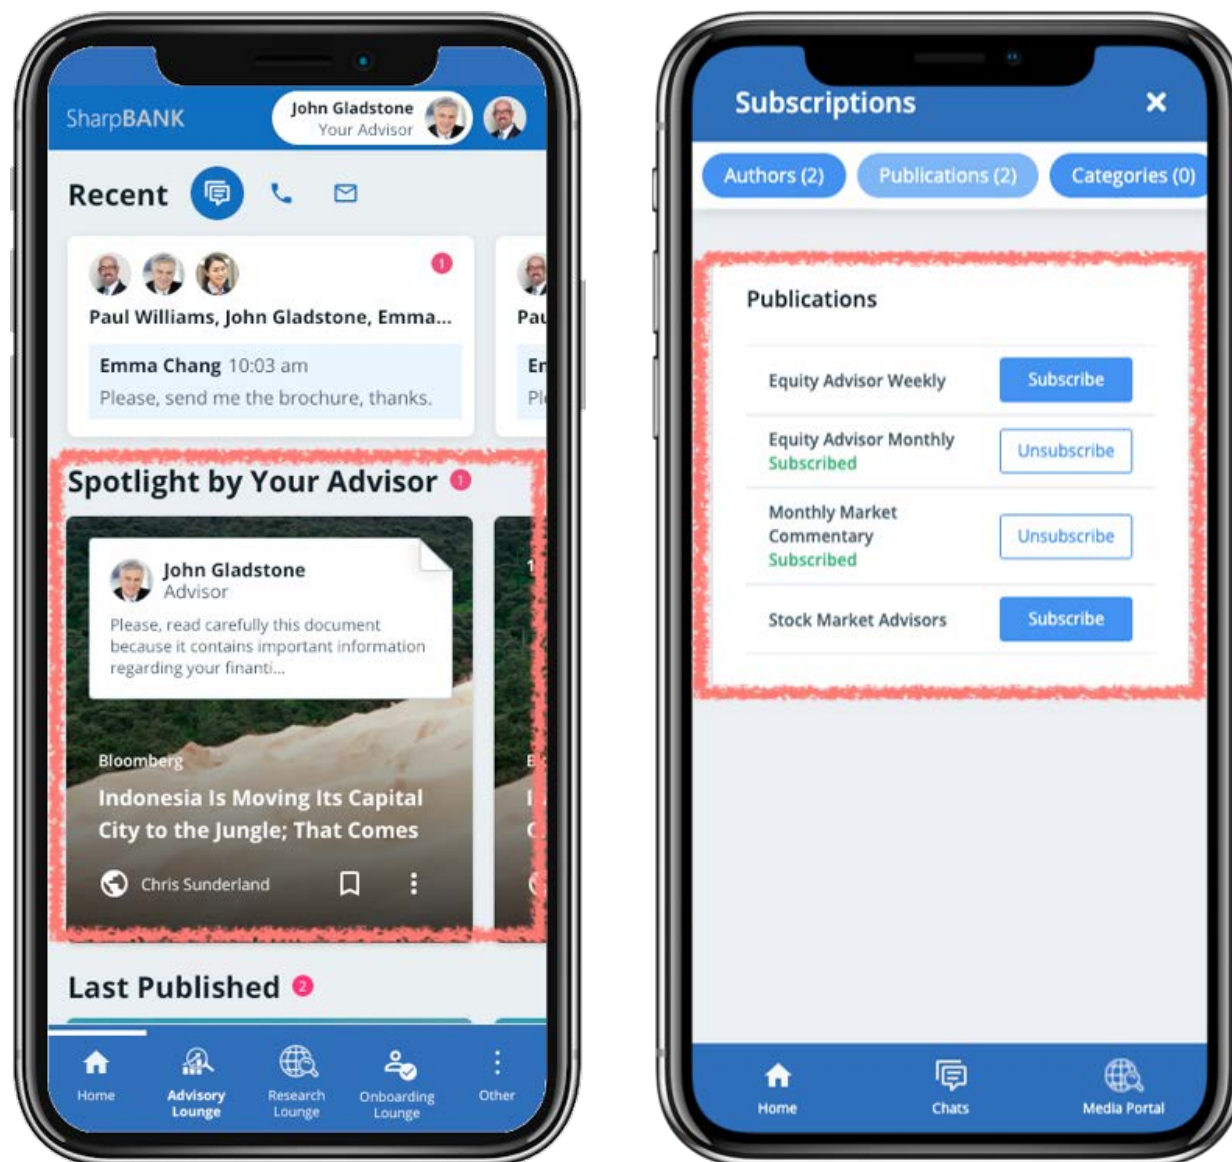 SharpBANK
John Gladstone
Your Advisor
Recent
1
Paul Williams, John Gladstone, Emma...
Pau
Emma Chang 10:03 am
Please, send me the brochure, thanks.
Spotlight by Your Advisor 1
John Gladstone
Advisor
Please, read carefully this document
because it contains important information
regarding your finanti...
Bloomberg
Indonesia Is Moving Its Capital
City to the Jungle; That Comes
Chris Sunderland
Last Published 2
Home
Advisory
Lounge
Research
Lounge
Onboarding
Lounge
Other
Subscriptions
Authors (2)
Publications (2)
Categories (0)
Publications
Equity Advisor Weekly
Subscribe
Equity Advisor Monthly
Subscribed
Unsubscribe
Monthly Market
Commentary
Subscribed
Unsubscribe
Stock Market Advisors
Subscribe
Home
Chats
Media Portal